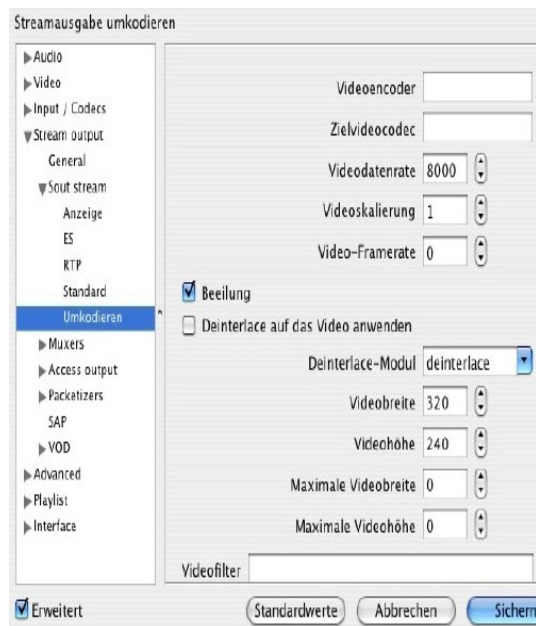 Streamausgabe umkodieren
Audio
Video
Input / Codecs
Stream output
General
Sout stream
Anzeige
ES
RTP
Standard
Umkodieren
Muxers
Access output
Packetizers
SAP
VOD
Advanced
Playlist
Interface
Videoencoder
Zielvideocodec
Videodatenrate 8000
Videoskalierung 1
Video-Framerate 0
Beeilung
Deinterlace auf das Video anwenden
Deinterlace-Modul deinterlace
Videobreite 320
Videohöhe 240
Maximale Videobreite 0
Maximale Videohöhe 0
Videofilter
Erweitert
Standardwerte Abbrechen Sichern